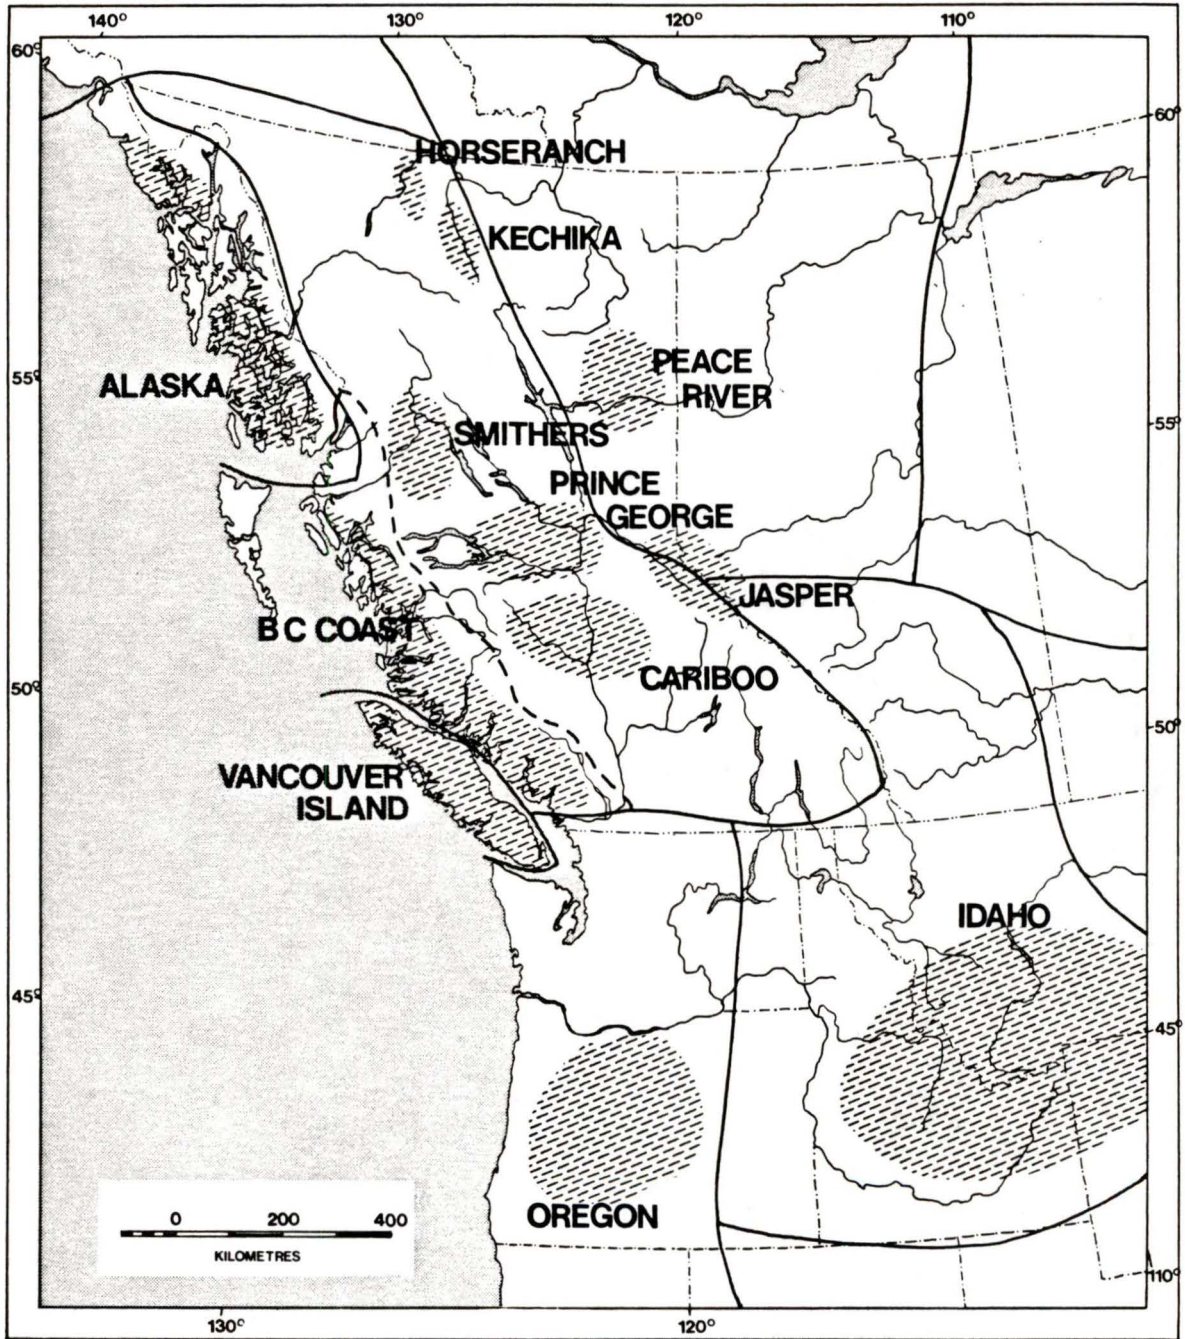 140° 130° 120° 110°
60°
60°
HORSERANCH
KECHIKA
PEACE
RIVER
55°
ALASKA
SMITHERS
55°
PRINCE
GEORGE
JASPER
B C COAST
CARIBOO
50°
50°
VANCOUVER
ISLAND
IDAHO
45°
45°
OREGON
0 200 400
KILOMETRES
110°
130° 120°